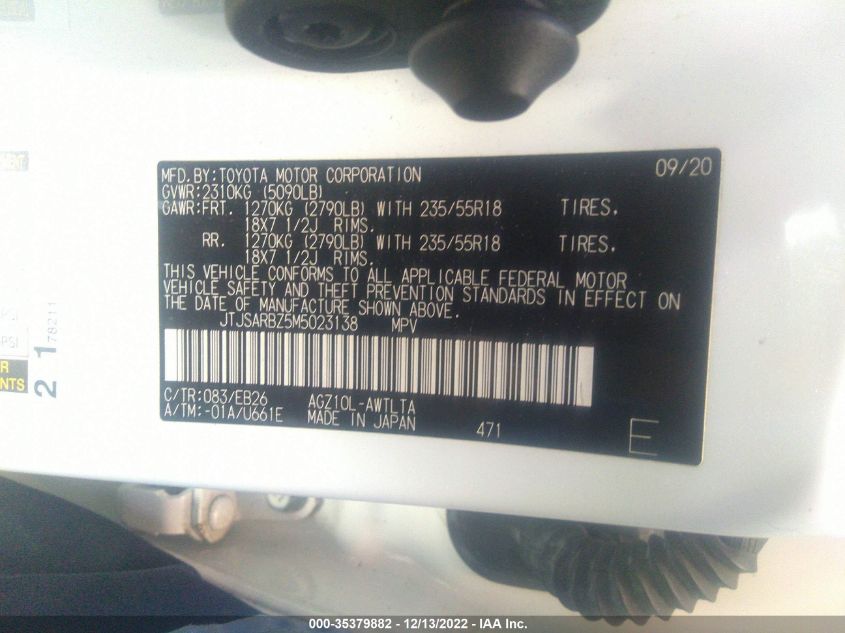 MFD. BY: TOYOTA MOTOR CORPORATION 09/20
GVWR: 2310KG (5090LB)
GAWR: FRT. 1270KG (2790LB) WITH 235/55R18 TIRES.
18X7 1/2J RIMS.
RR. 1270KG (2790LB) WITH 235/55R18 TIRES.
18X7 1/2J RIMS.
THIS VEHICLE CONFORMS TO ALL APPLICABLE FEDERAL MOTOR
VEHICLE SAFETY AND THEFT PREVENTION STANDARDS IN EFFECT ON
THE DATE OF MANUFACTURE SHOWN ABOVE.
JTJSARBZ5M5023138 MPV
C/TR: 083/EB26 AGZ10L-AWTLTA
A/TM: -01A/U661E MADE IN JAPAN
471
E
2 1
78211
000-35379882 - 12/13/2022 - IAA Inc.